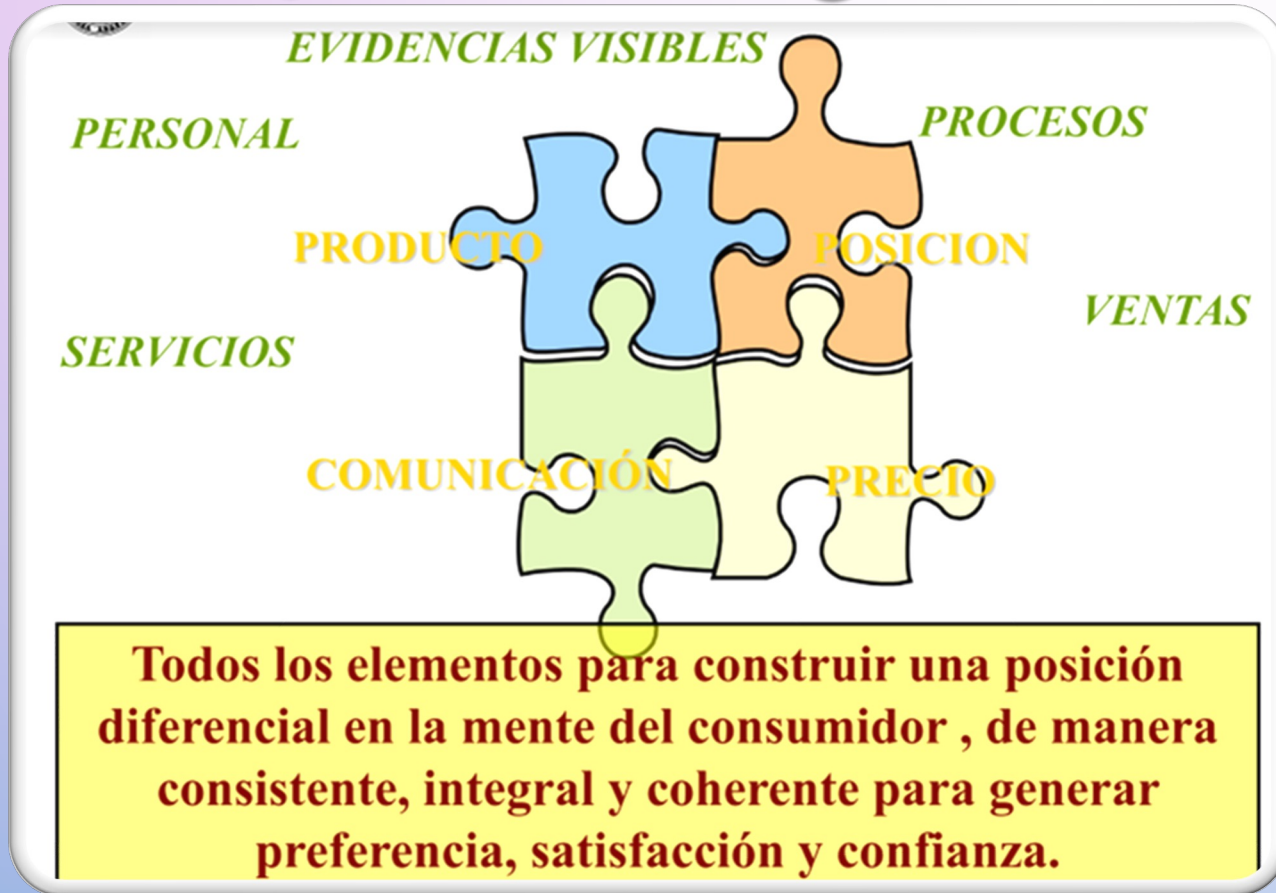 EVIDENCIAS VISIBLES
PERSONAL
PROCESOS
PRODUCTO
POSICION
VENTAS
SERVICIOS
COMUNICACIÓN
PRECIO
Todos los elementos para construir una posición
diferencial en la mente del consumidor , de manera
consistente, integral y coherente para generar
preferencia, satisfacción y confianza.